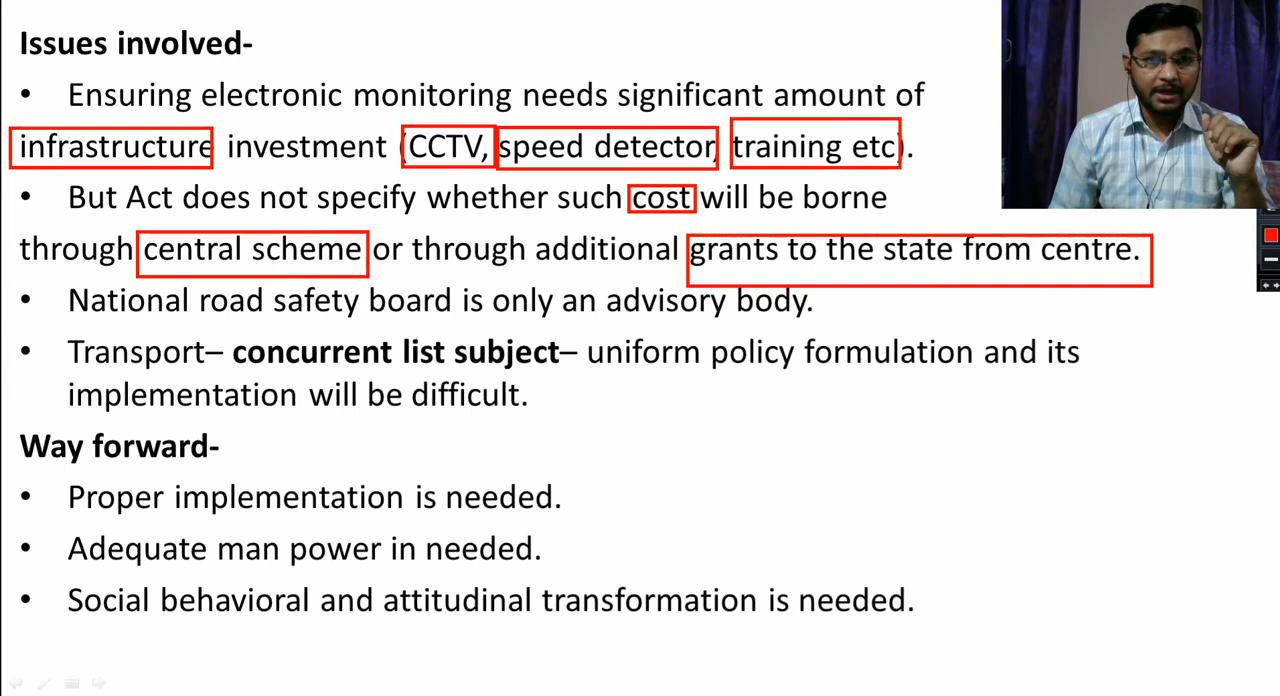 Issues involved-
• Ensuring electronic monitoring needs significant amount of
infrastructure investment (CCTV, speed detector, training etc).
• But Act does not specify whether such cost will be borne
through central scheme or through additional grants to the state from centre.
• National road safety board is only an advisory body.
• Transport– concurrent list subject– uniform policy formulation and its
implementation will be difficult.
Way forward-
• Proper implementation is needed.
• Adequate man power in needed.
• Social behavioral and attitudinal transformation is needed.